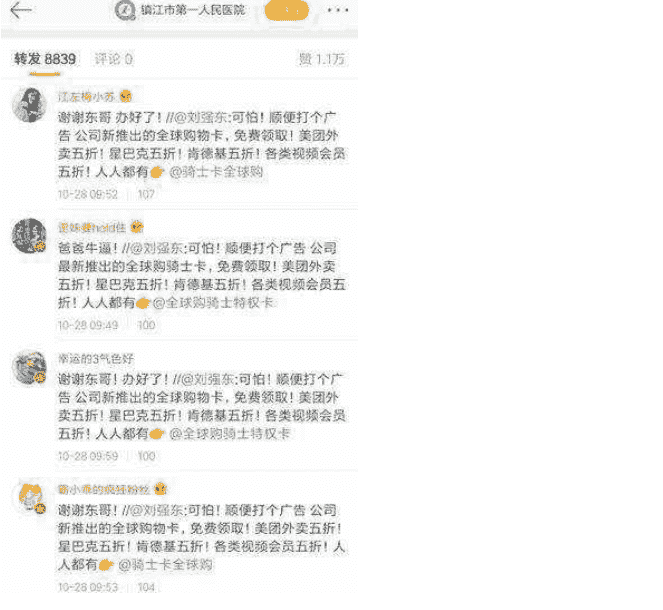 镇江市第一人民医院
转发 8839 评论 0 赞 1.1万
江左梅小苏
谢谢东哥 办好了！//@刘强东:可怕！顺便打个广
告 公司新推出的全球购物卡，免费领取！美团外
卖五折！星巴克五折！肯德基五折！各类视频会员
五折！人人都有 @骑士卡全球购
10-28 09:52 107
hold住
爸爸牛逼！//@刘强东:可怕！顺便打个广告 公司
最新推出的全球购骑士卡，免费领取！美团外卖
五折！星巴克五折！肯德基五折！各类视频会员五
折！人人都有 @全球购骑士特权卡
10-28 09:49 100
幸运的3气色好
谢谢东哥！办好了！//@刘强东:可怕！顺便打个广
告 公司新推出的全球购物卡，免费领取！美团外
卖五折！星巴克五折！肯德基五折！各类视频会员
五折！人人都有 @全球购骑士特权卡
10-28 09:59 100
小乖的疯狂粉丝
谢谢东哥！//@刘强东:可怕！顺便打个广告 公司
新推出的全球购物卡，免费领取！美团外卖五折！
星巴克五折！肯德基五折！各类视频会员五折！人
人都有 @骑士卡全球购
10-28 09:53 104